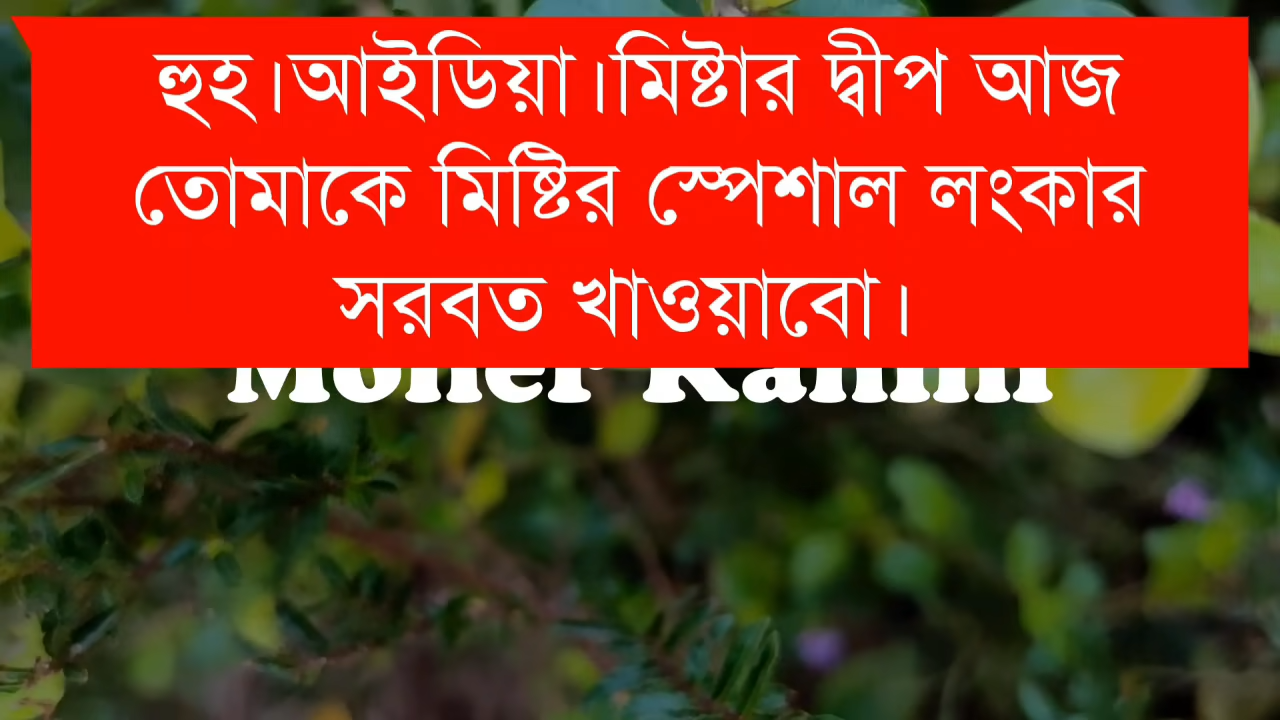 হুহ।আইডিয়া।মিষ্টার দ্বীপ আজ
তোমাকে মিষ্টির স্পেশাল লংকার
সরবত খাওয়াবো।